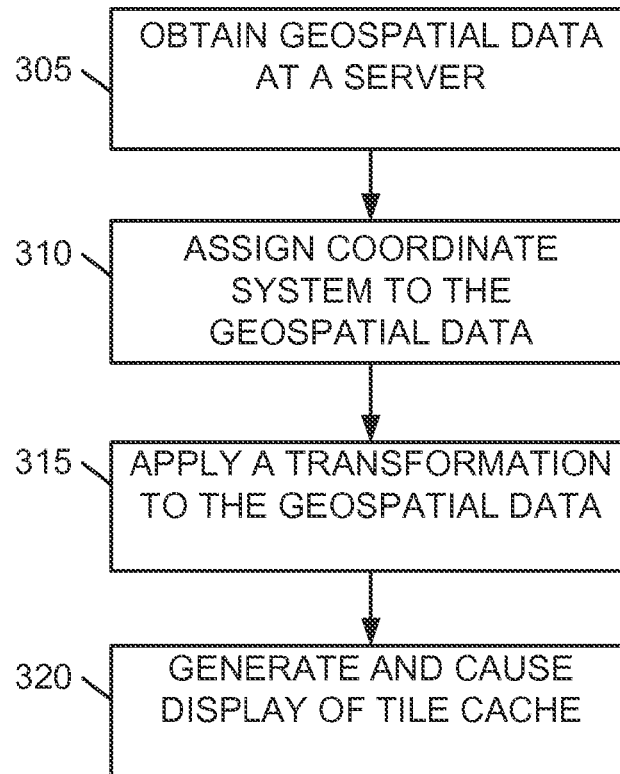 305
OBTAIN GEOSPATIAL DATA
AT A SERVER
310
ASSIGN COORDINATE
SYSTEM TO THE
GEOSPATIAL DATA
315
APPLY A TRANSFORMATION
TO THE GEOSPATIAL DATA
320
GENERATE AND CAUSE
DISPLAY OF TILE CACHE